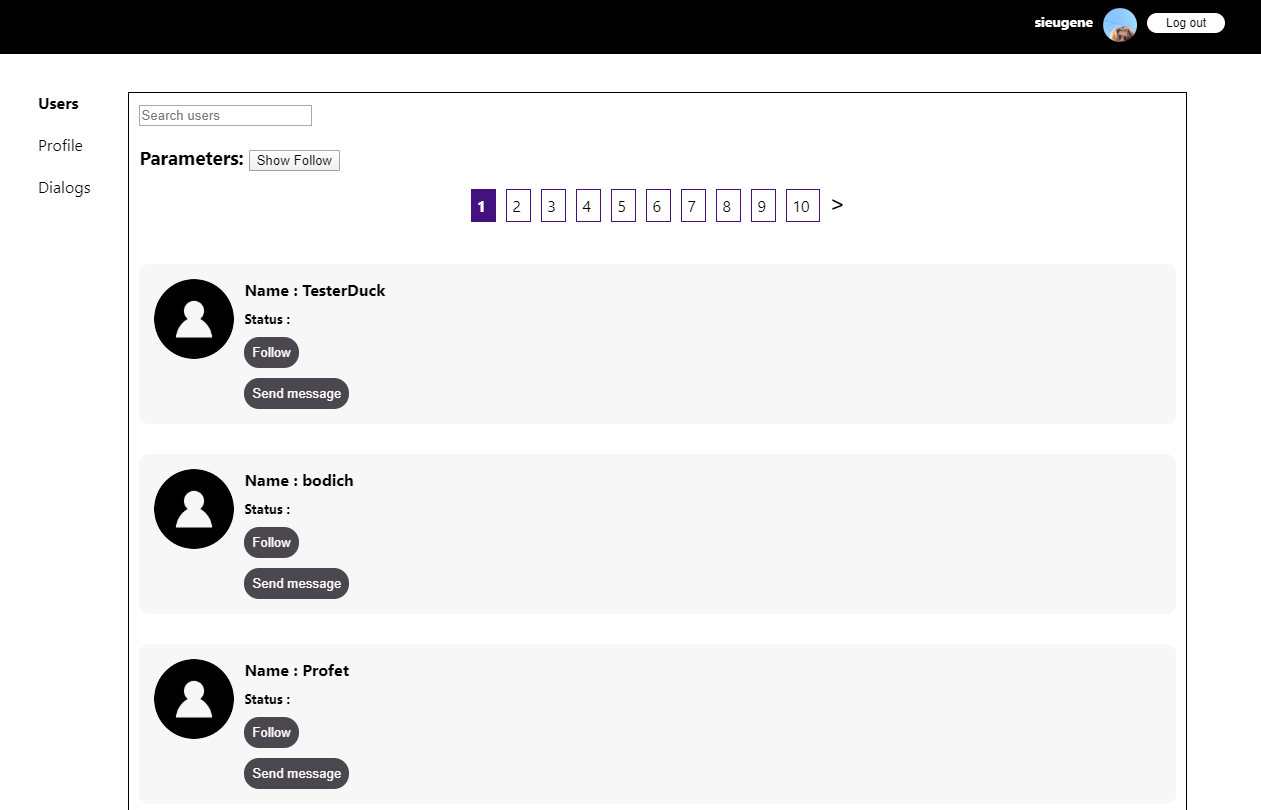 sieugene Log out
Users
Profile
Dialogs
Search users
Parameters: Show Follow
1 2 3 4 5 6 7 8 9 10 >
Name : TesterDuck
Status :
Follow
Send message
Name : bodich
Status :
Follow
Send message
Name : Profet
Status :
Follow
Send message